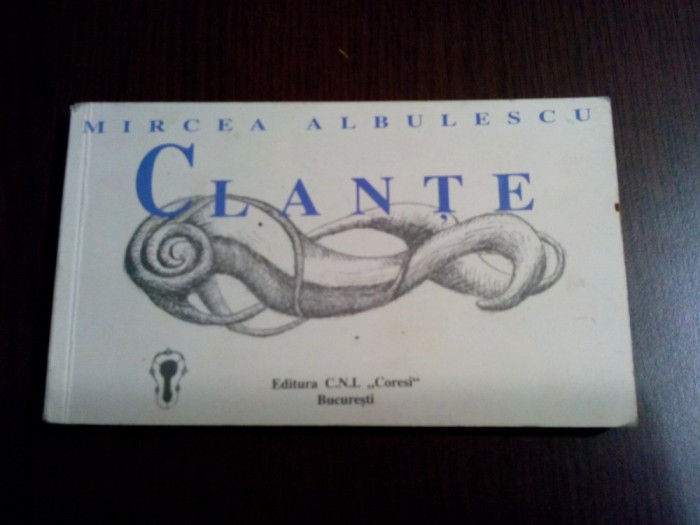 MIRCEA ALBULESCU
CLANȚE
Editura C.N.I. „Coresi“
București